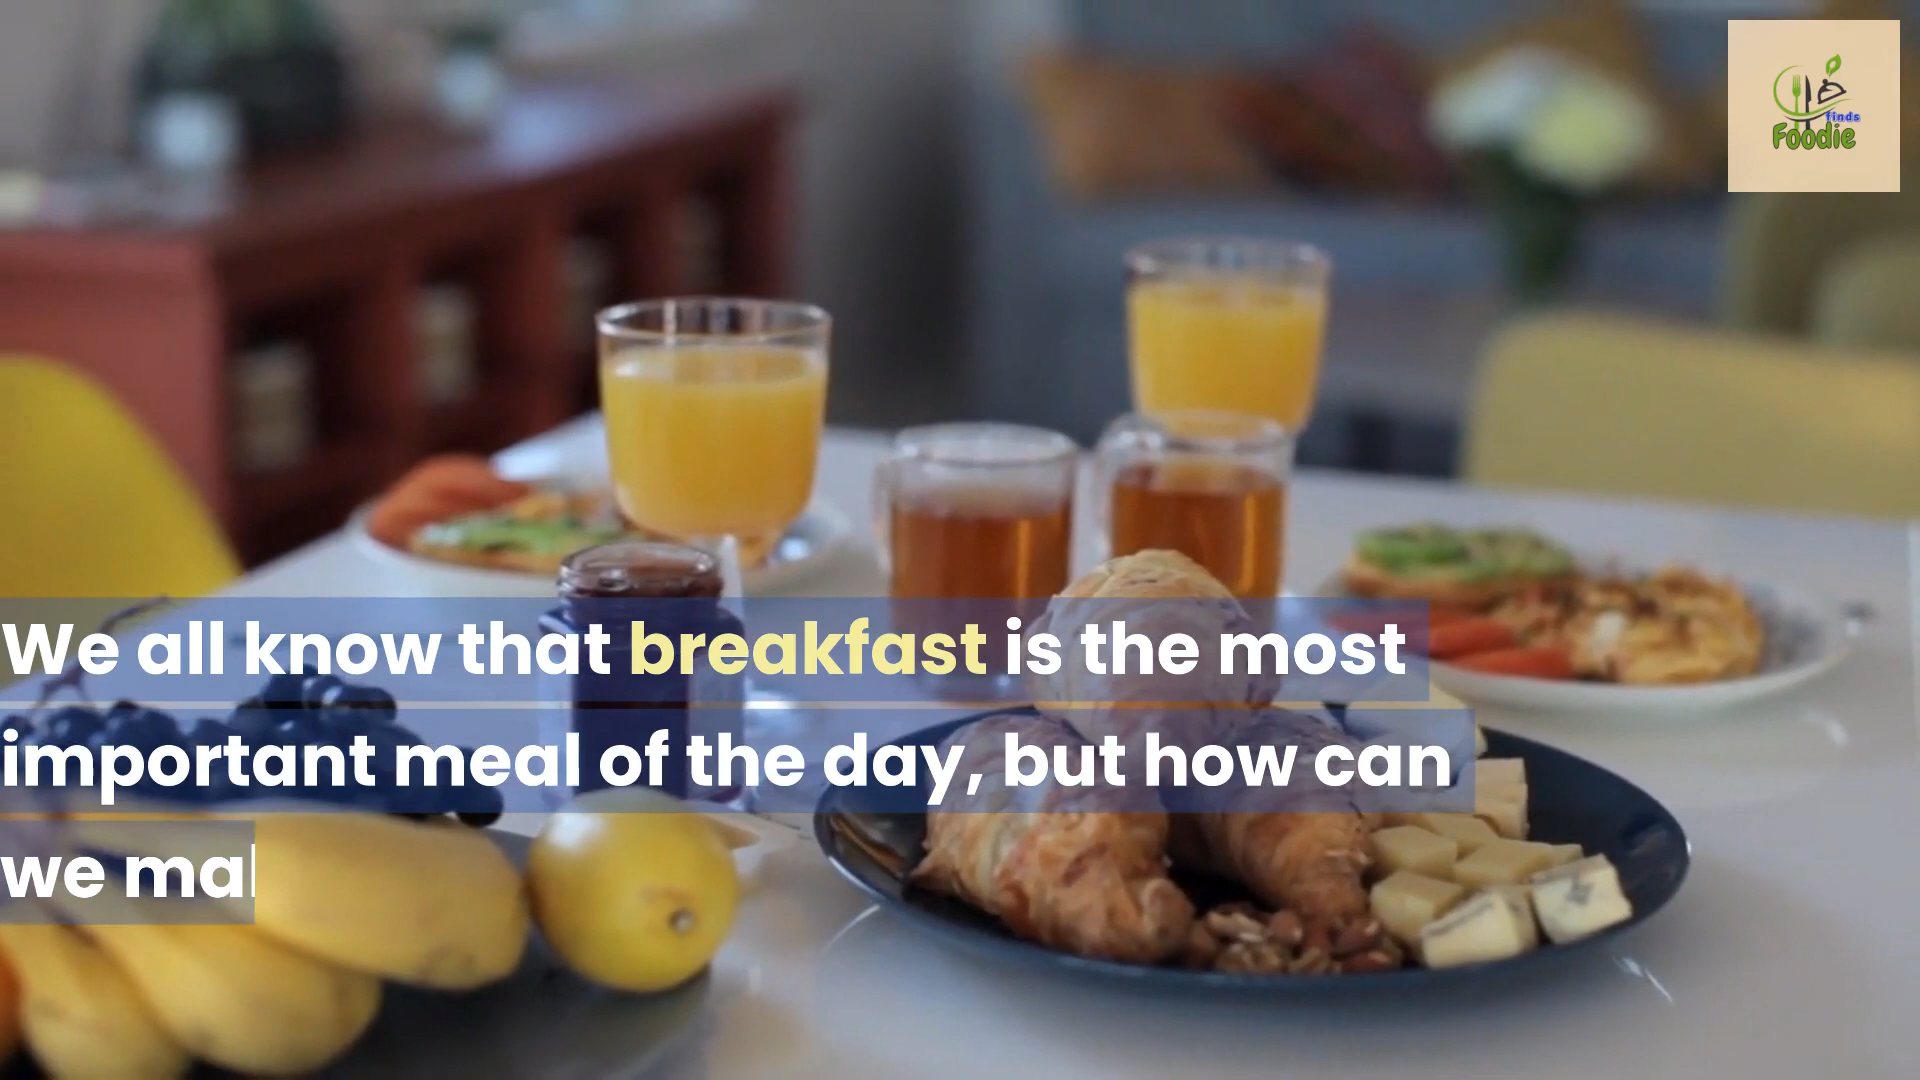 finds
Foodie
We all know that breakfast is the most
important meal of the day, but how can
we mal